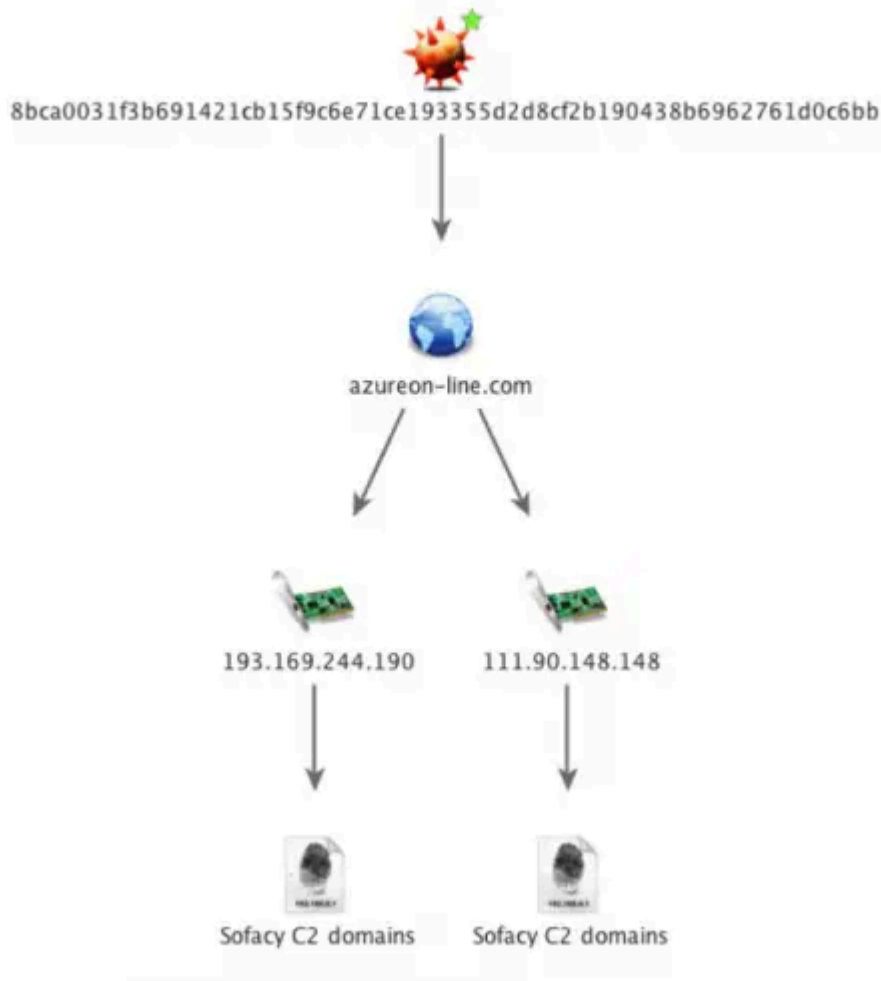 8bca0031f3b691421cb15f9c6e71ce193355d2d8cf2b190438b6962761d0c6bb
azureon-line.com
193.169.244.190
111.90.148.148
Sofacy C2 domains
Sofacy C2 domains